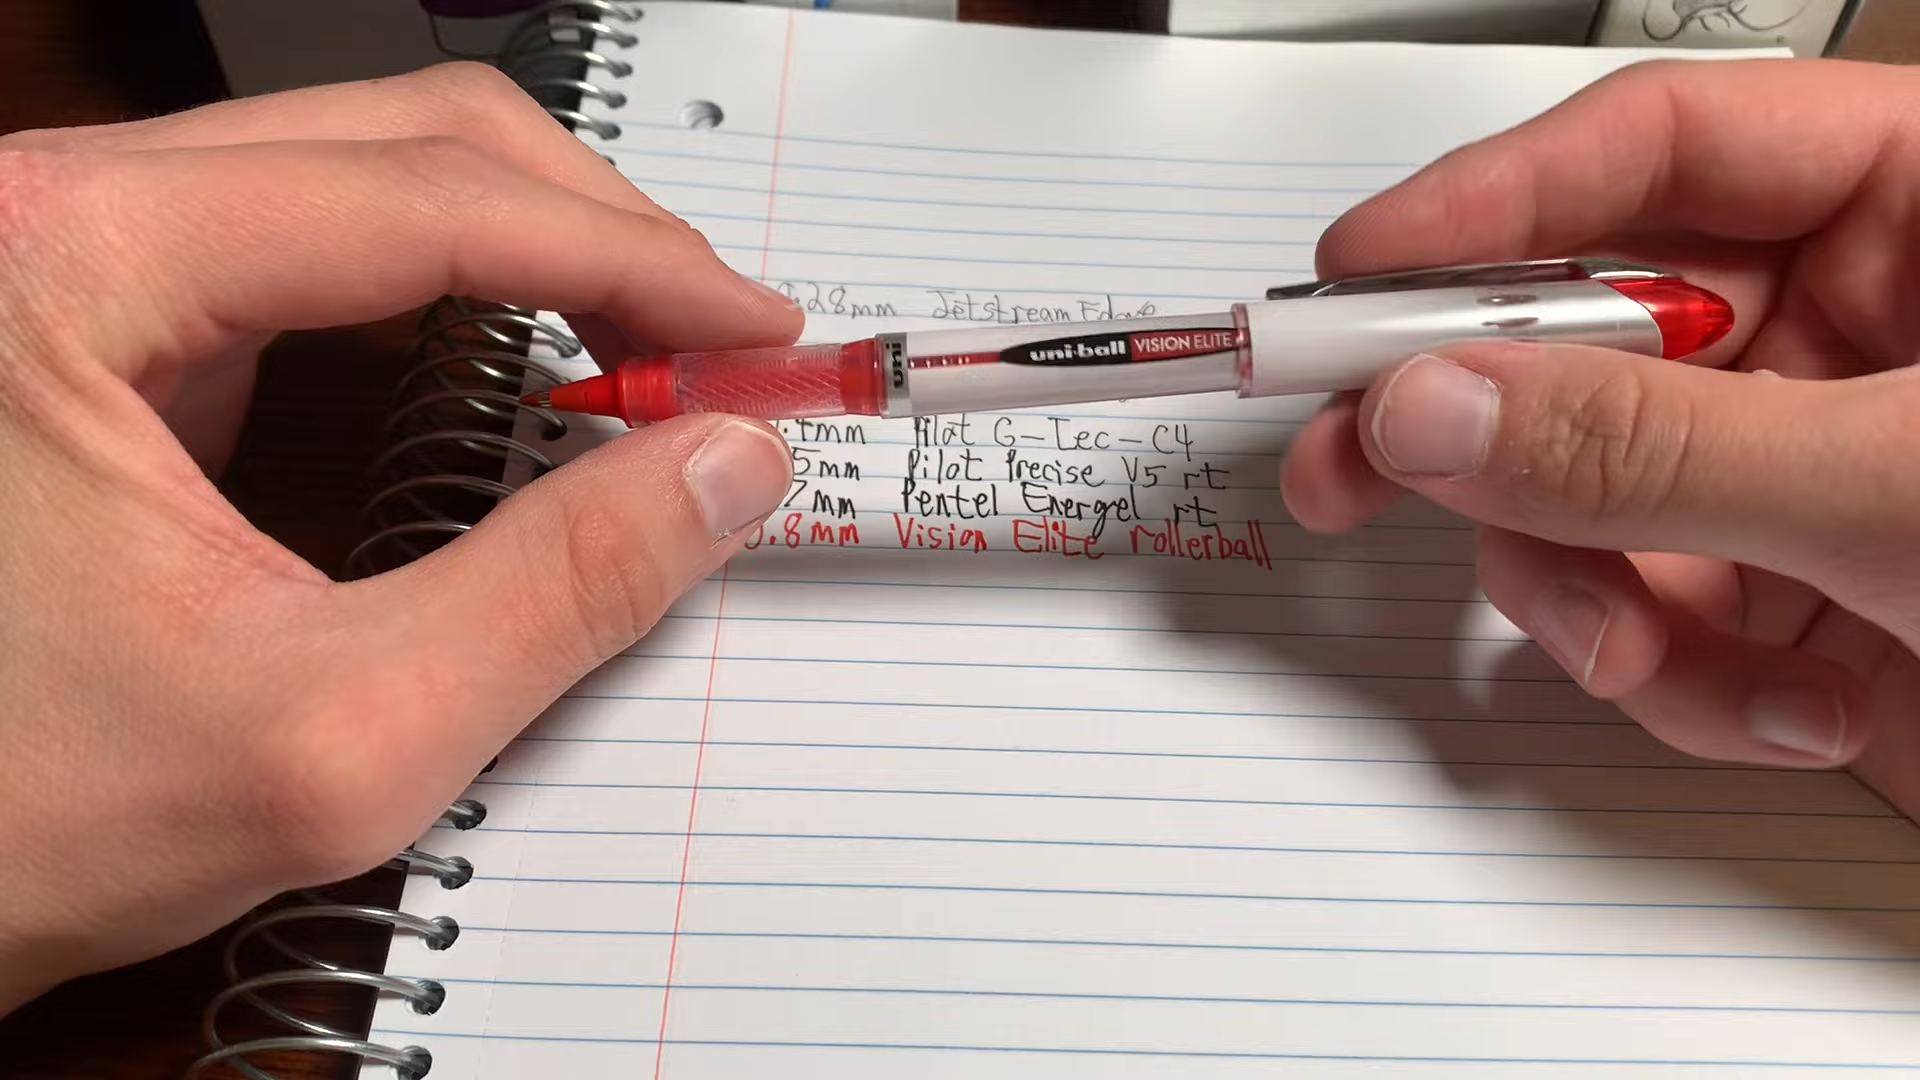 .28mm Jetstream Edge
uni
uni-ball VISION ELITE
.4mm Pilot G-Tec-C4
5mm Pilot Precise V5 rt
7mm Pentel Energel rt
0.8mm Vision Elite rollerball